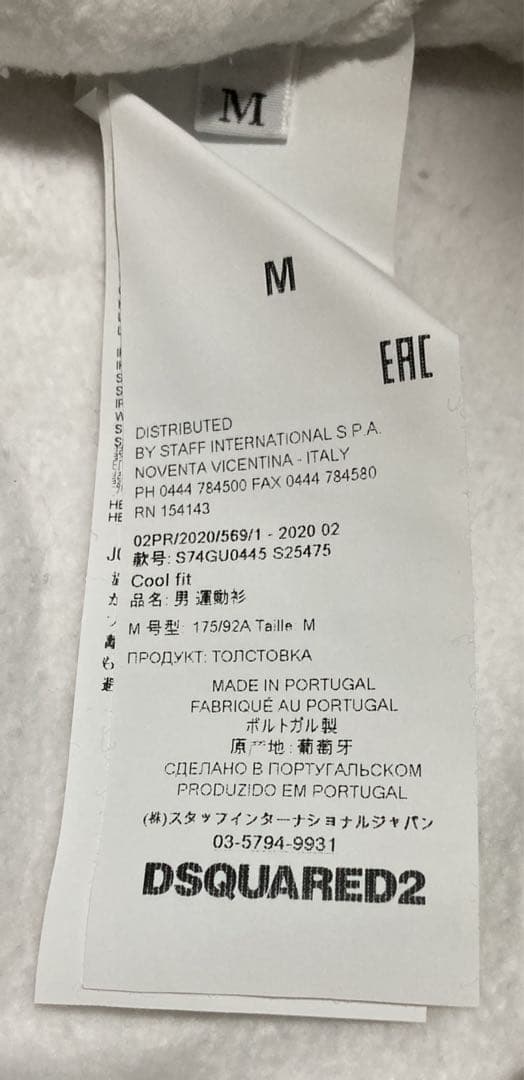 M
M
EAC
DISTRIBUTED
BY STAFF INTERNATIONAL S.P.A.
NOVENTA VICENTINA - ITALY
PH 0444 784500 FAX 0444 784580
RN 154143
02PR/2020/569/1 - 2020 02
款号: S74GU0445 S25475
Cool fit
品名: 男 運動衫
M 号型: 175/92A Taille: M
ПРОДУКТ: ТОЛСТОВКА
MADE IN PORTUGAL
FABRIQUÉ AU PORTUGAL
ポルトガル製
原产地: 葡萄牙
СДЕЛАНО В ПОРТУГАЛЬСКОМ
PRODUZIDO EM PORTUGAL
(株)スタッフインターナショナルジャパン
03-5794-9931
DSQUARED2